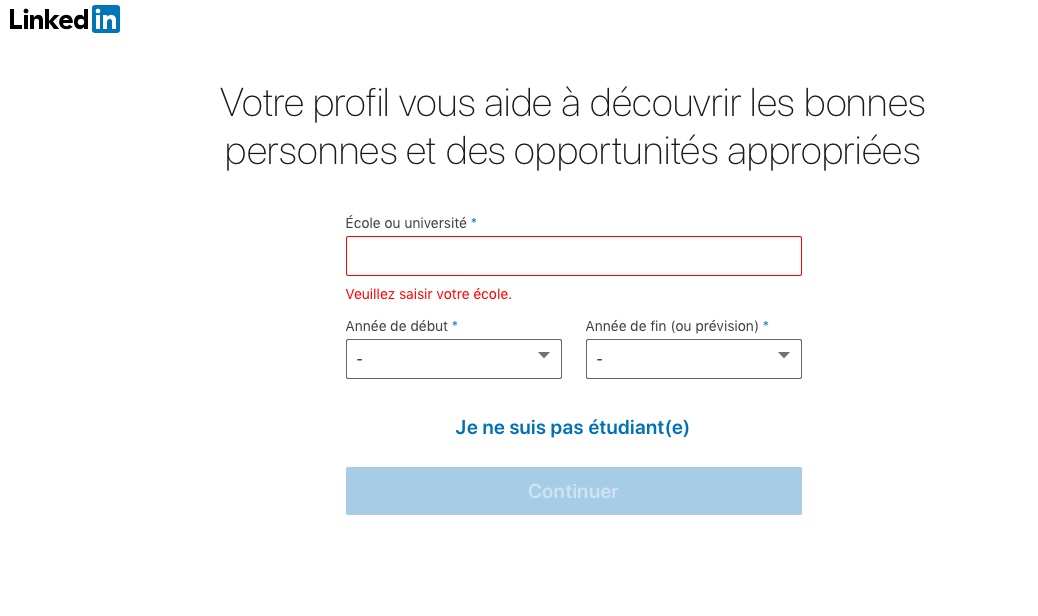 Linkedin
Votre profil vous aide à découvrir les bonnes
personnes et des opportunités appropriées
École ou université *
Veuillez saisir votre école.
Année de début * Année de fin (ou prévision) *
- -
Je ne suis pas étudiant(e)
Continuer